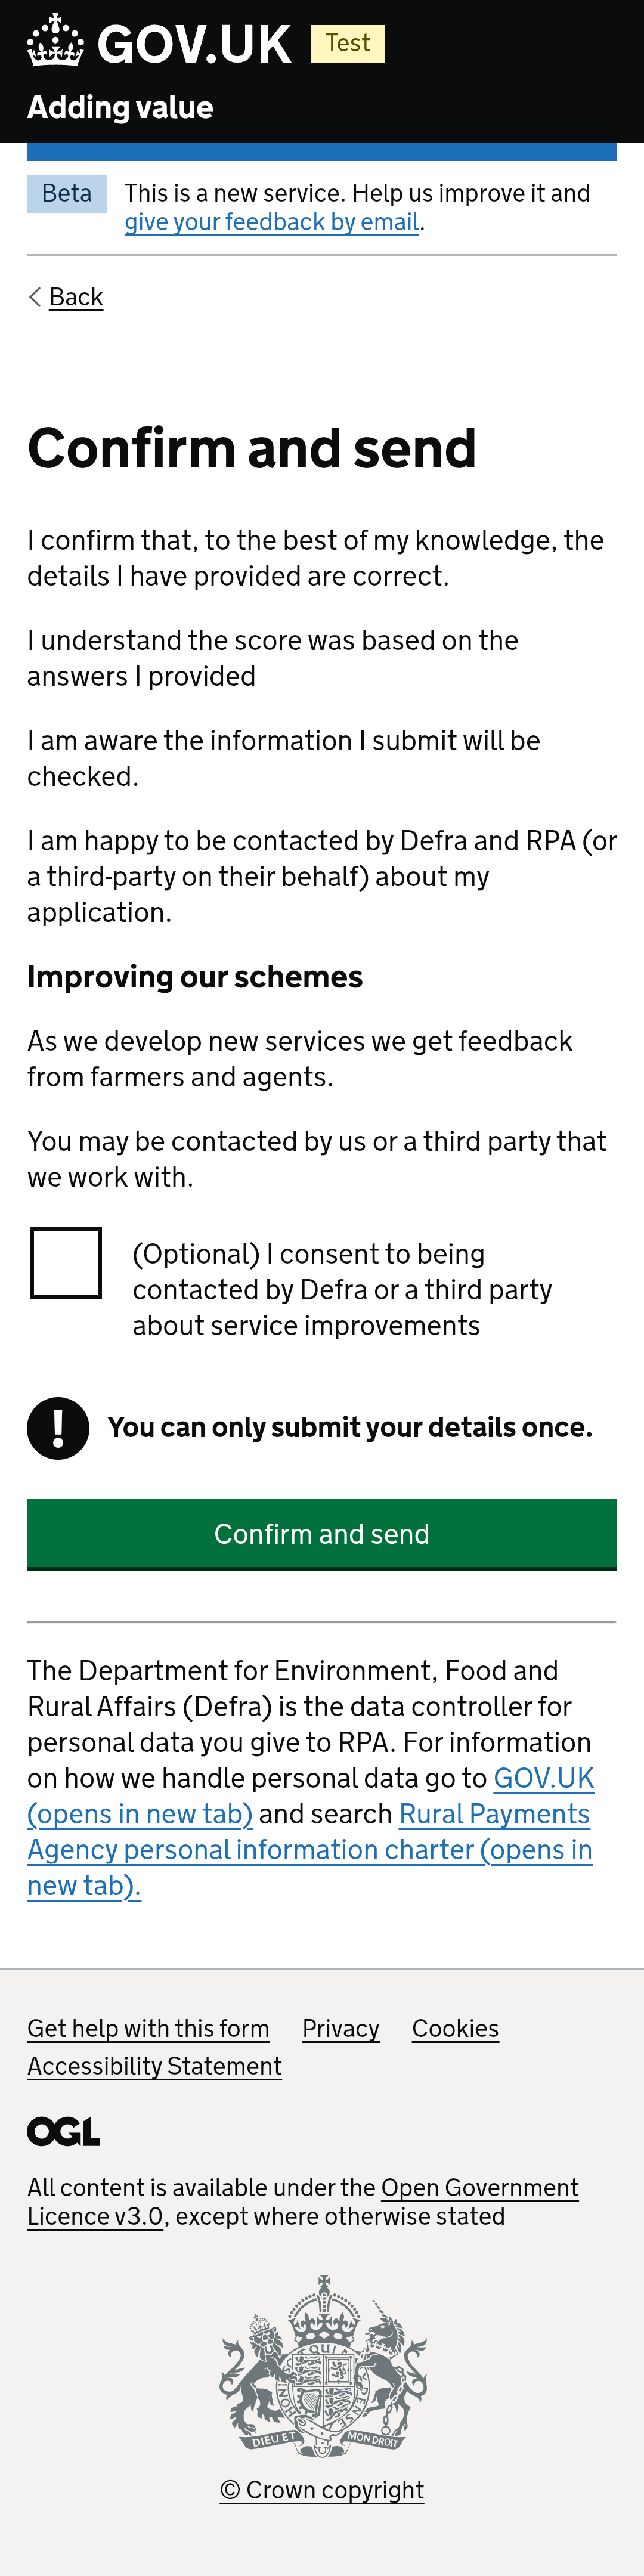 GOV.UK Test
Adding value
Beta This is a new service. Help us improve it and
give your feedback by email.
Back
Confirm and send
I confirm that, to the best of my knowledge, the
details I have provided are correct.
I understand the score was based on the
answers I provided
I am aware the information I submit will be
checked.
I am happy to be contacted by Defra and RPA (or
a third-party on their behalf) about my
application.
Improving our schemes
As we develop new services we get feedback
from farmers and agents.
You may be contacted by us or a third party that
we work with.
(Optional) I consent to being
contacted by Defra or a third party
about service improvements
! You can only submit your details once.
Confirm and send
The Department for Environment, Food and
Rural Affairs (Defra) is the data controller for
personal data you give to RPA. For information
on how we handle personal data go to GOV.UK
(opens in new tab) and search Rural Payments
Agency personal information charter (opens in
new tab).
Get help with this form Privacy Cookies
Accessibility Statement
OGL
All content is available under the Open Government
Licence v3.0, except where otherwise stated
DIEU ET MON DROIT
© Crown copyright